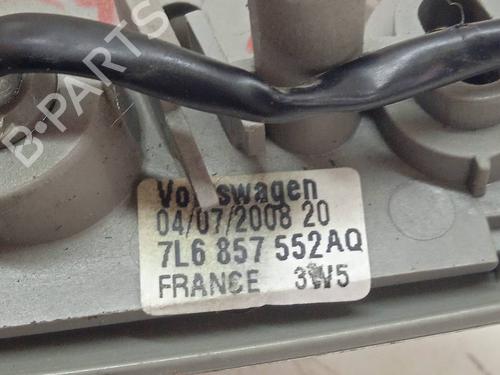 B-PARTS
Volkswagen
04/07/2008 20
7L6 857 552AQ
FRANCE 3W5